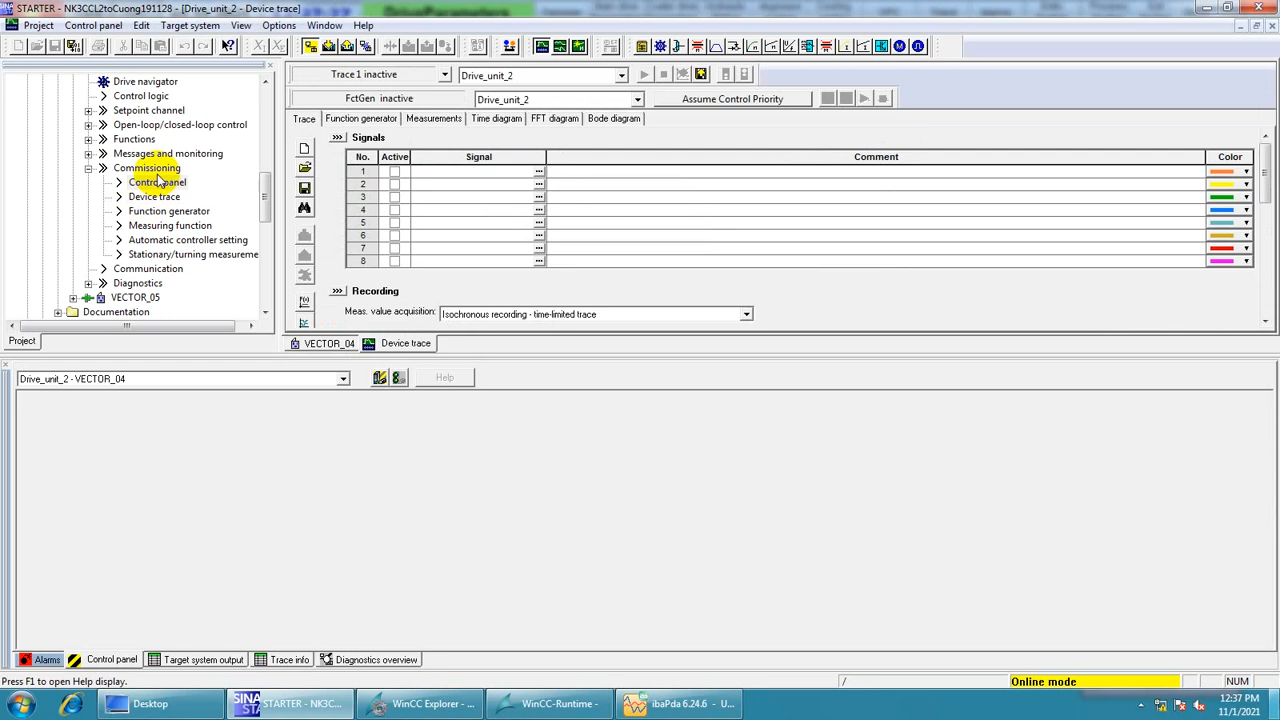 STARTER - NK3CCL2toCuong191128 - [Drive_unit_2 - Device trace]
Project Control panel Edit Target system View Options Window Help
Drive navigator
Control logic
Setpoint channel
Open-loop/closed-loop control
Functions
Messages and monitoring
Commissioning
Control panel
Device trace
Function generator
Measuring function
Automatic controller setting
Stationary/turning measureme
Communication
Diagnostics
VECTOR_05
Documentation
Project
Trace 1 inactive Drive_unit_2
FctGen inactive Drive_unit_2 Assume Control Priority
Trace Function generator Measurements Time diagram FFT diagram Bode diagram
Signals
No. Active Signal Comment Color
1
2
3
4
5
6
7
8
Recording
Meas. value acquisition: Isochronous recording - time-limited trace
VECTOR_04 Device trace
Drive_unit_2 - VECTOR_04 Help
Alarms Control panel Target system output Trace info Diagnostics overview
Press F1 to open Help display. / Online mode NUM
Desktop STARTER - NK3C... WinCC Explorer - ... WinCC-Runtime - ibaPda 6.24.6 - U...
12:37 PM
11/1/2021